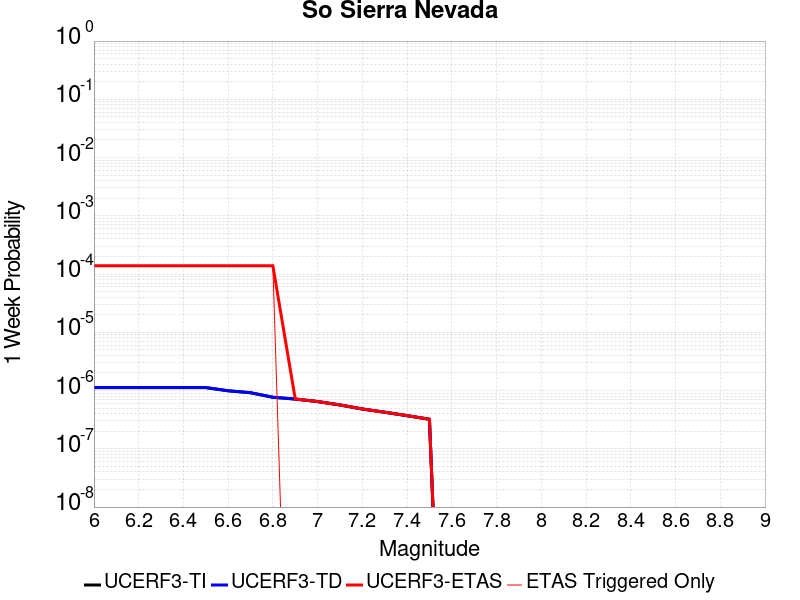 So Sierra Nevada
10^0
10^-1
10^-2
10^-3
10^-4
10^-5
10^-6
10^-7
10^-8
1 Week Probability
6 6.2 6.4 6.6 6.8 7 7.2 7.4 7.6 7.8 8 8.2 8.4 8.6 8.8 9
Magnitude
UCERF3-TI UCERF3-TD UCERF3-ETAS ETAS Triggered Only